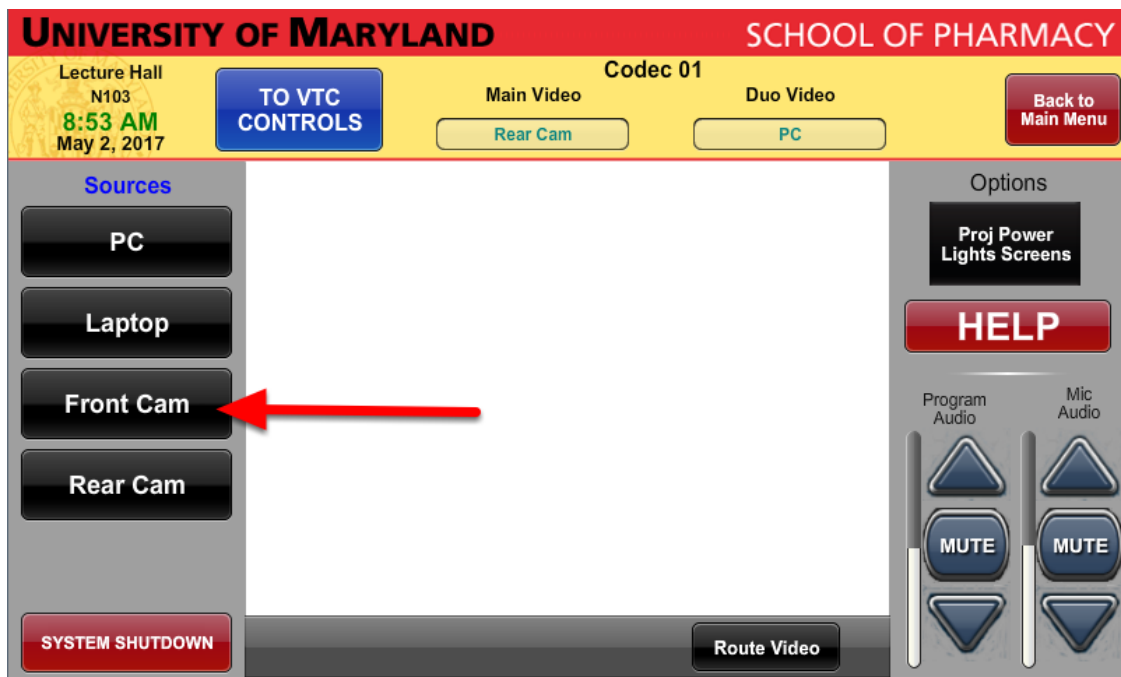 UNIVERSITY OF MARYLAND
SCHOOL OF PHARMACY
Lecture Hall
N103
8:53 AM
May 2, 2017
TO VTC
CONTROLS
Codec 01
Main Video
Duo Video
Rear Cam
PC
Back to
Main Menu
Sources
PC
Laptop
Front Cam
Rear Cam
SYSTEM SHUTDOWN
Route Video
Options
Proj Power
Lights Screens
HELP
Program
Audio
Mic
Audio
MUTE
MUTE